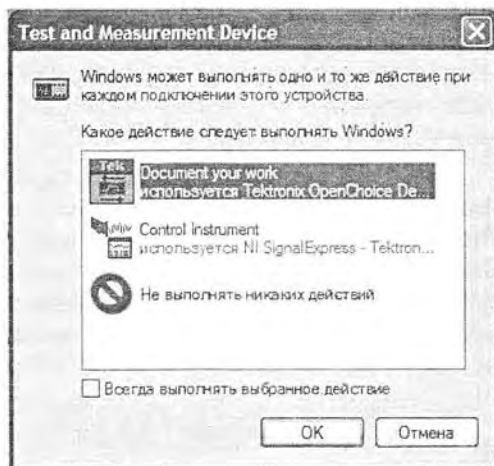 Test and Measurement Device
Windows может выполнять одно и то же действие при
каждом подключении этого устройства.
Какое действие следует выполнять Windows?
Tek
Document your work
используется Tektronix OpenChoice De...
Control instrument
используется NI SignalExpress - Tektron...
Не выполнять никаких действий
Всегда выполнять выбранное действие
OK
Отмена